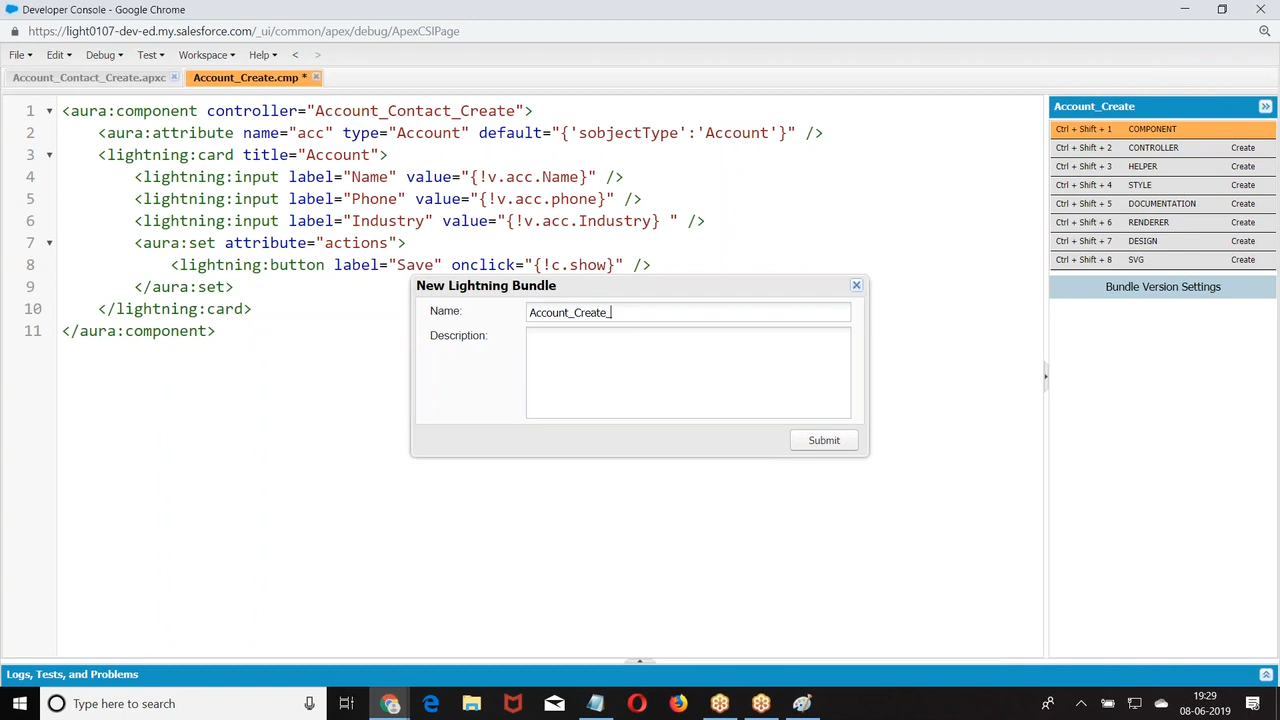 Developer Console - Google Chrome
https://light0107-dev-ed.my.salesforce.com/_ui/common/apex/debug/ApexCSIPage
File Edit Debug Test Workspace Help < >
Account_Contact_Create.apxc Account_Create.cmp *
1 <aura:component controller="Account_Contact_Create">
2 <aura:attribute name="acc" type="Account" default="{'sobjectType':'Account'}" />
3 <lightning:card title="Account">
4 <lightning:input label="Name" value="{!v.acc.Name}" />
5 <lightning:input label="Phone" value="{!v.acc.phone}" />
6 <lightning:input label="Industry" value="{!v.acc.Industry} " />
7 <aura:set attribute="actions">
8 <lightning:button label="Save" onclick="{!c.show}" />
9 </aura:set>
10 </lightning:card>
11 </aura:component>
New Lightning Bundle
Name: Account_Create_
Description:
Submit
Account_Create
Ctrl + Shift + 1 COMPONENT
Ctrl + Shift + 2 CONTROLLER Create
Ctrl + Shift + 3 HELPER Create
Ctrl + Shift + 4 STYLE Create
Ctrl + Shift + 5 DOCUMENTATION Create
Ctrl + Shift + 6 RENDERER Create
Ctrl + Shift + 7 DESIGN Create
Ctrl + Shift + 8 SVG Create
Bundle Version Settings
Logs, Tests, and Problems
Type here to search
19:29
08-06-2019